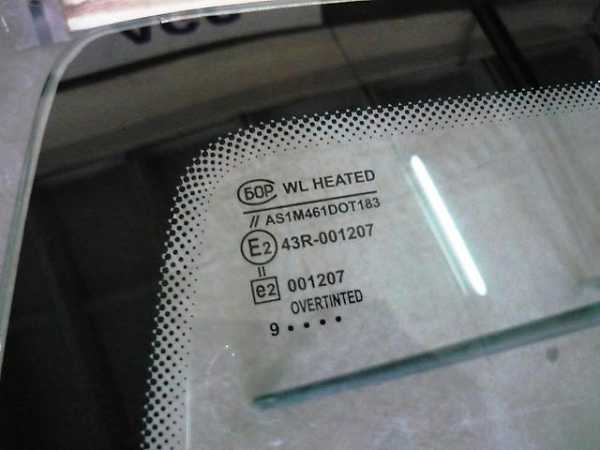 БОР WL HEATED
// AS1M461DOT183
E2 43R-001207
II
e2 001207
OVERTINTED
9 • • • •